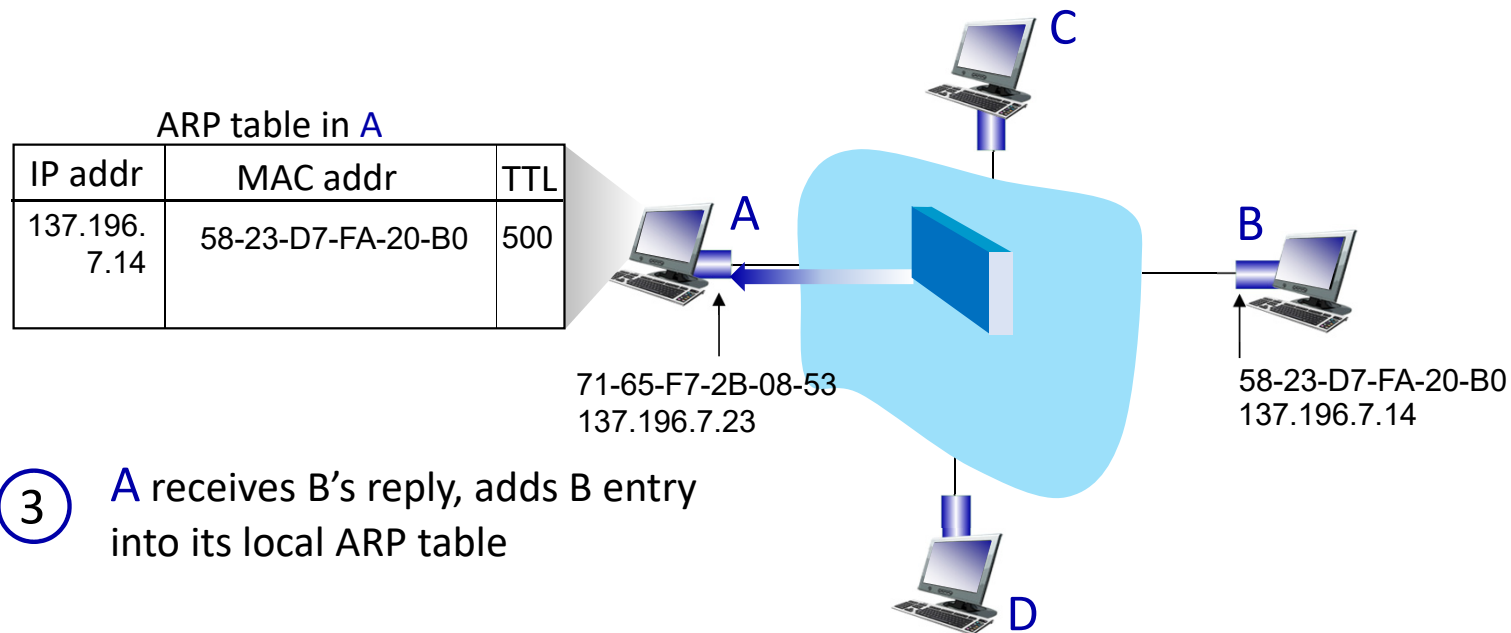 C
ARP table in A
IP addr MAC addr TTL
137.196.
7.14
58-23-D7-FA-20-B0
500
A
B
71-65-F7-2B-08-53
137.196.7.23
58-23-D7-FA-20-B0
137.196.7.14
3
A receives B’s reply, adds B entry
into its local ARP table
D